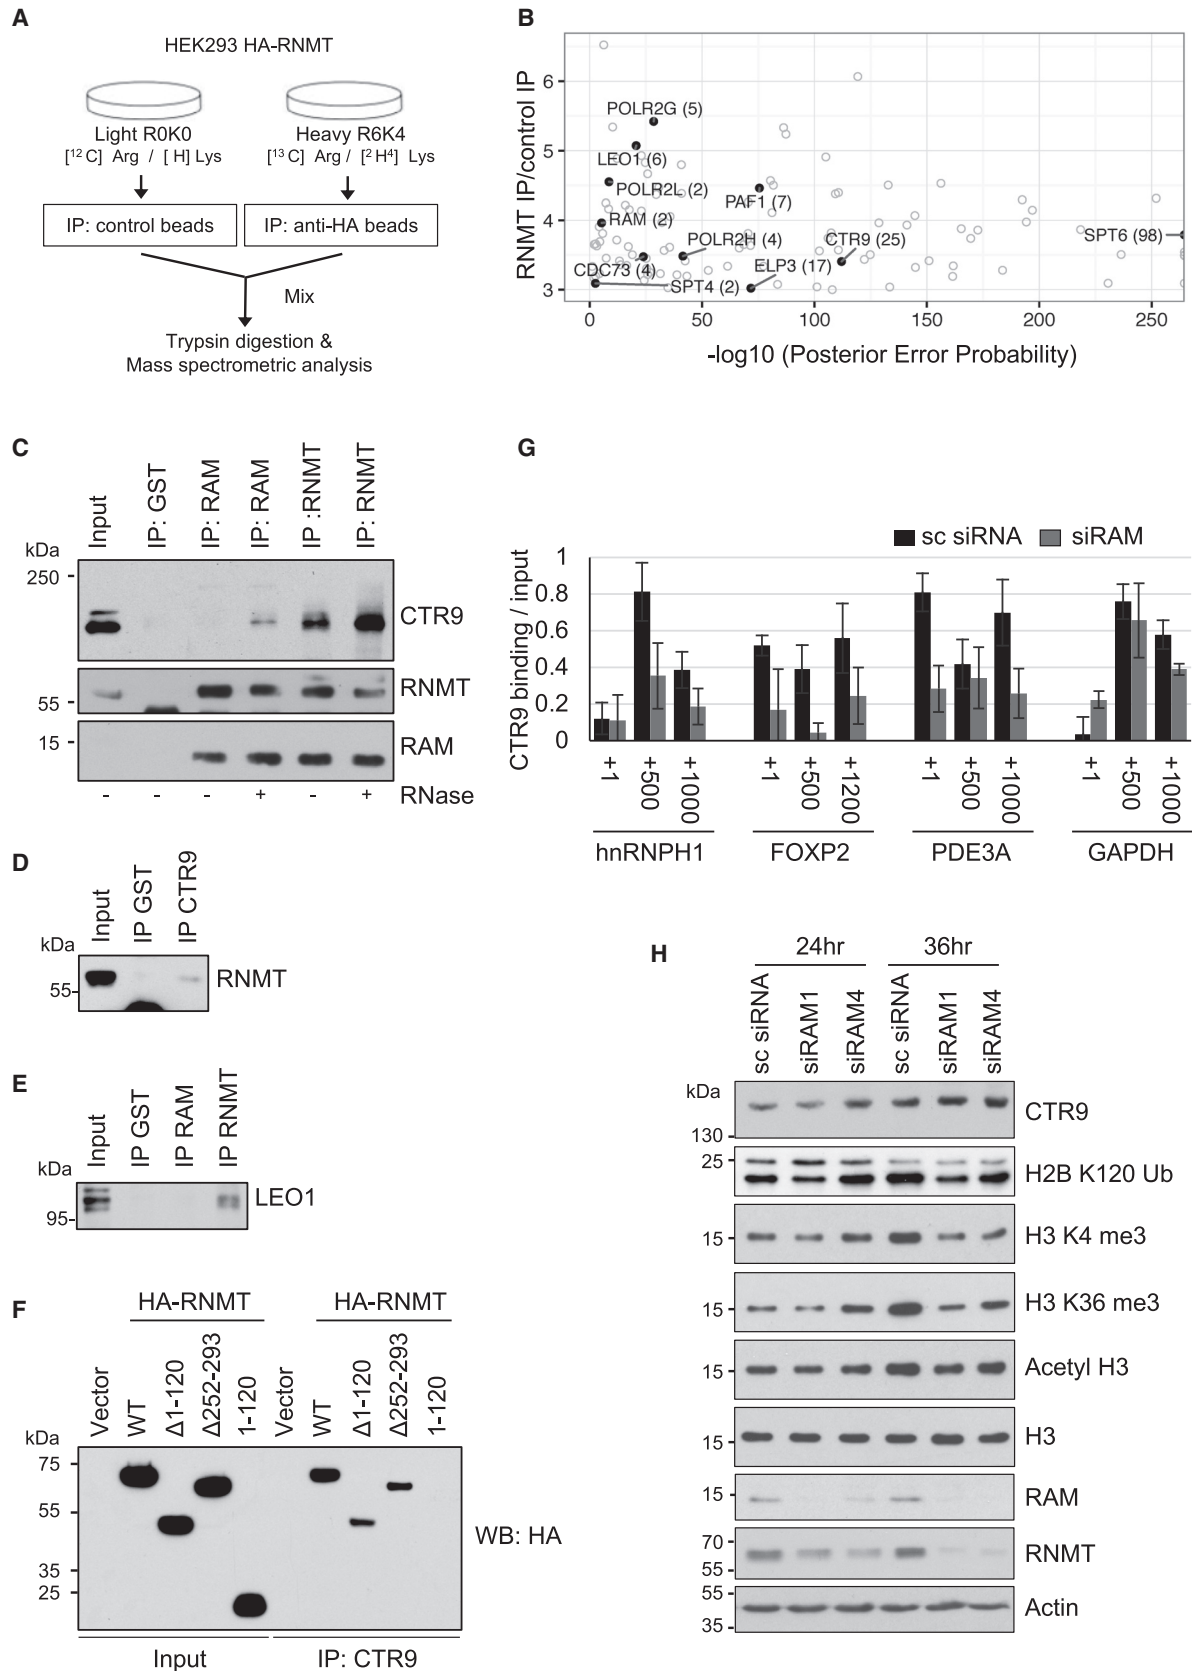 A
HEK293 HA-RNMT
Light R0K0
Heavy R6K4
[¹²C] Arg / [ H] Lys
[¹³C] Arg / [²H⁴] Lys
IP: control beads
IP: anti-HA beads
Mix
Trypsin digestion &
Mass spectrometric analysis
B
RNMT IP/control IP
6
5
4
3
POLR2G (5)
LEO1 (6)
POLR2L (2)
PAF1 (7)
RAM (2)
POLR2H (4)
CTR9 (25)
SPT6 (98)
CDC73 (4)
ELP3 (17)
SPT4 (2)
0 50 100 150 200 250
-log10 (Posterior Error Probability)
C
Input
IP: GST
IP: RAM
IP: RAM
IP :RNMT
IP: RNMT
kDa
250
CTR9
RNMT
55
15
RAM
- - - + - + RNase
D
Input
IP GST
IP CTR9
kDa
RNMT
55
E
Input
IP GST
IP RAM
IP RNMT
kDa
LEO1
95
F
HA-RNMT
HA-RNMT
Vector
WT
Δ1-120
Δ252-293
1-120
Vector
WT
Δ1-120
Δ252-293
1-120
kDa
75
55
35
25
WB: HA
Input
IP: CTR9
G
sc siRNA
siRAM
CTR9 binding / input
1
0.8
0.6
0.4
0.2
0
+1
+500
+1000
+1
+500
+1200
+1
+500
+1000
+1
+500
+1000
hnRNPH1
FOXP2
PDE3A
GAPDH
H
24hr
36hr
sc siRNA
siRAM1
siRAM4
sc siRNA
siRAM1
siRAM4
kDa
CTR9
130
25
H2B K120 Ub
15
H3 K4 me3
15
H3 K36 me3
15
Acetyl H3
15
H3
15
RAM
70
RNMT
55
55
Actin
35